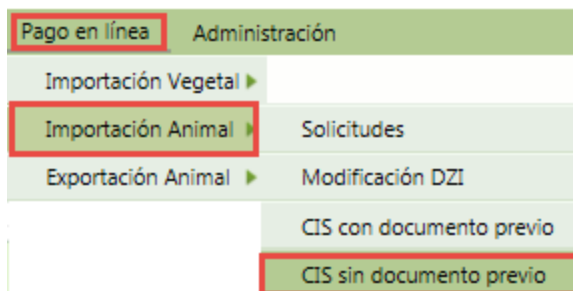 Pago en línea Administración
Importación Vegetal
Importación Animal Solicitudes
Exportación Animal Modificación DZI
CIS con documento previo
CIS sin documento previo